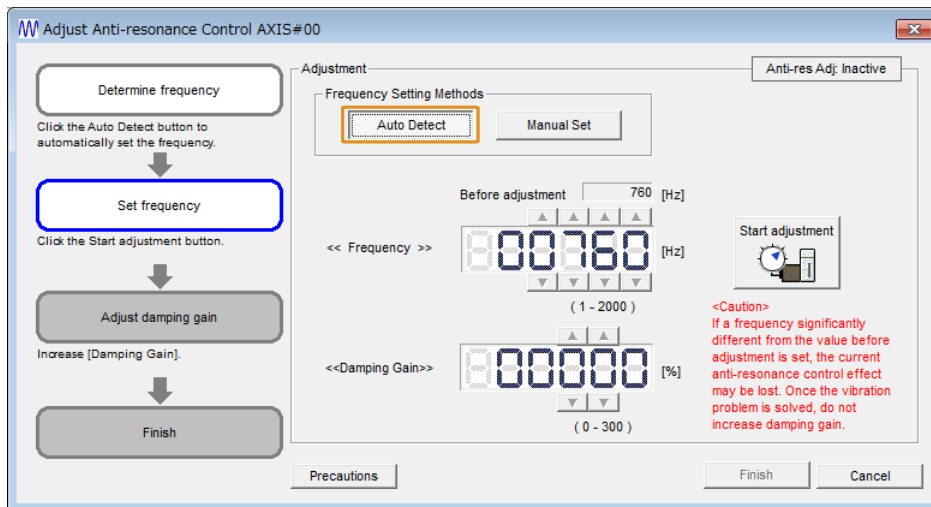 Adjust Anti-resonance Control AXIS#00
Determine frequency
Click the Auto Detect button to
automatically set the frequency.
Set frequency
Click the Start adjustment button.
Adjust damping gain
Increase [Damping Gain].
Finish
Adjustment
Anti-res Adj: Inactive
Frequency Setting Methods
Auto Detect
Manual Set
Before adjustment 760 [Hz]
<< Frequency >> 00760 [Hz]
( 1 - 2000 )
<<Damping Gain>> 00000 [%]
( 0 - 300 )
Start adjustment
<Caution>
If a frequency significantly
different from the value before
adjustment is set, the current
anti-resonance control effect
may be lost. Once the vibration
problem is solved, do not
increase damping gain.
Precautions
Finish
Cancel